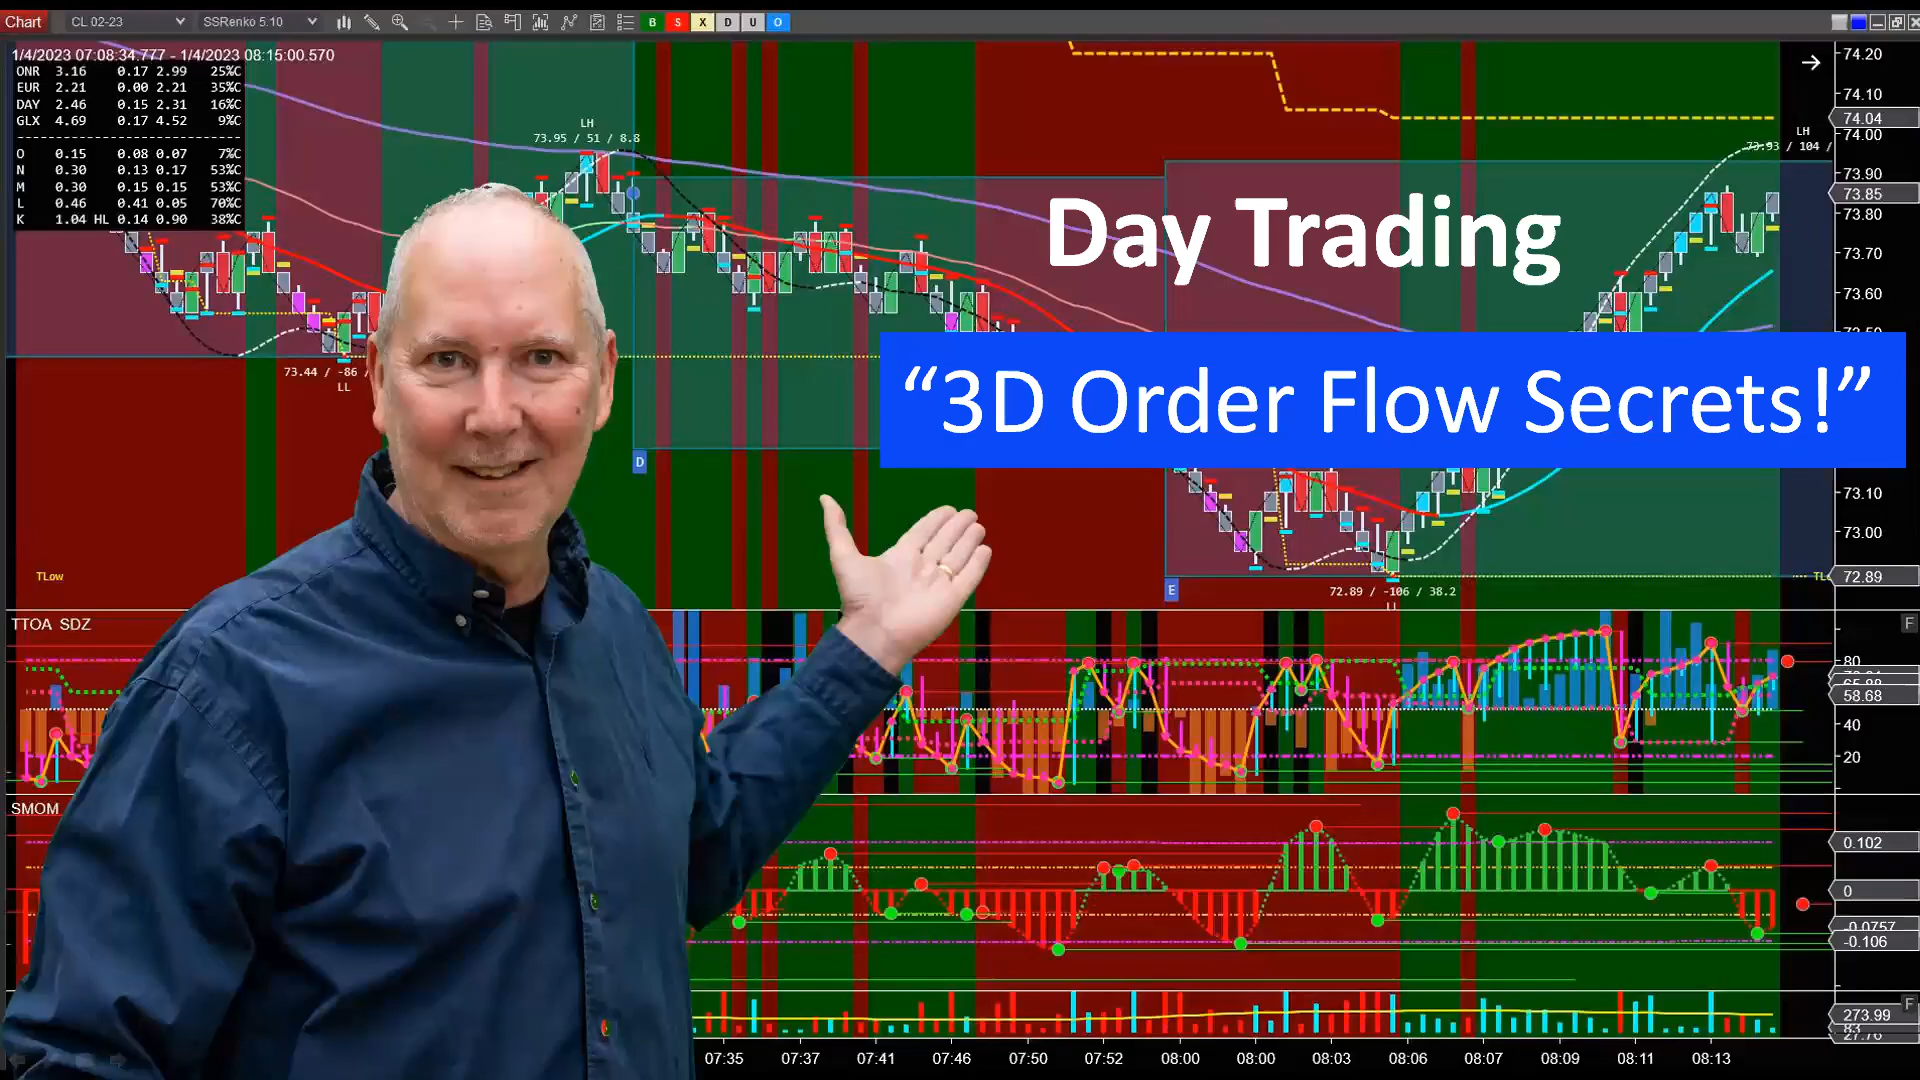 Chart CL 02-23 SSRenko 5:10 B S X D U O
1/4/2023 07:08:34.777 - 1/4/2023 08:15:00.570
ONR 3.16 0.17 2.99 25%C
EUR 2.21 0.00 2.21 35%C
DAY 2.46 0.15 2.31 16%C
GLX 4.69 0.17 4.52 9%C
O 0.15 0.08 0.07 7%C
N 0.30 0.13 0.17 53%C
M 0.30 0.15 0.15 53%C
L 0.46 0.41 0.05 70%C
K 1.04 HL 0.14 0.90 38%C
LH
73.95 / 51 / 8.8
LH
73.93 / 104 /
73.44 / -86 /
LL
Day Trading
“3D Order Flow Secrets!”
D
E
72.89 / -106 / 38.2
LL
TLow
74.20
74.10
74.04
74.00
73.90
73.85
73.80
73.70
73.60
73.10
73.00
72.89
TTOA SDZ
F
80
58.68
40
20
SMOM
0.102
0
-0.0757
-0.106
F
273.99
07:35 07:37 07:41 07:46 07:50 07:52 08:00 08:00 08:03 08:06 08:07 08:09 08:11 08:13